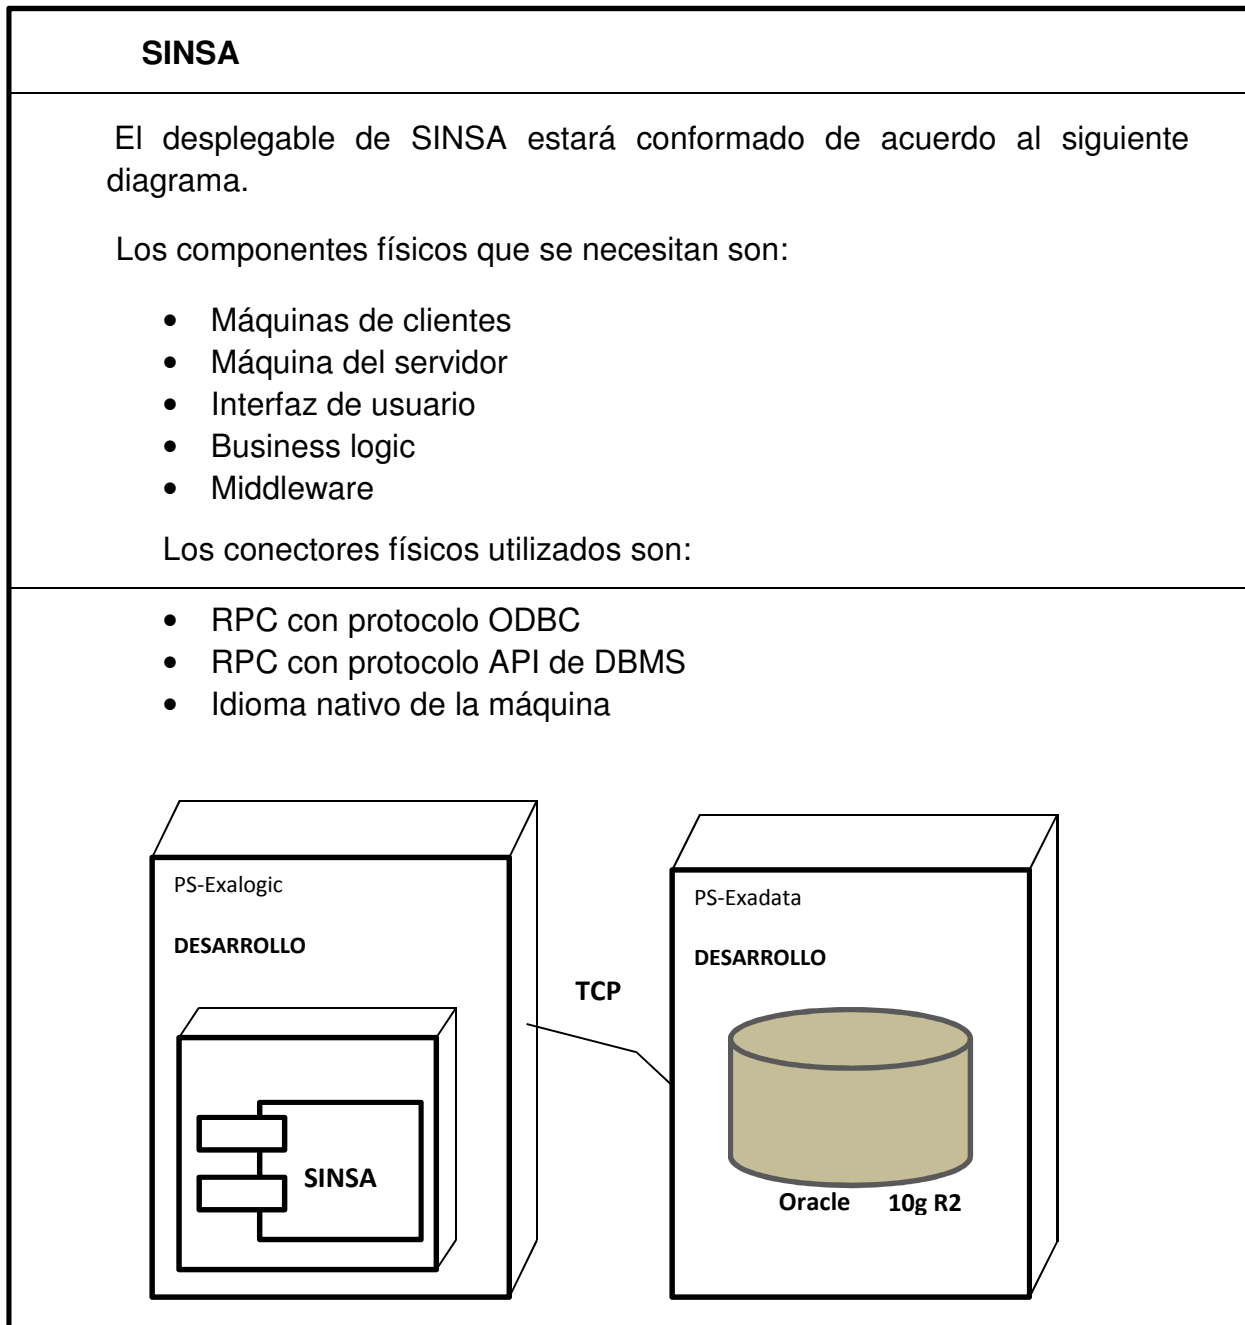 SINSA
El desplegable de SINSA estará conformado de acuerdo al siguiente
diagrama.
Los componentes físicos que se necesitan son:
• Máquinas de clientes
• Máquina del servidor
• Interfaz de usuario
• Business logic
• Middleware
Los conectores físicos utilizados son:
• RPC con protocolo ODBC
• RPC con protocolo API de DBMS
• Idioma nativo de la máquina
PS-Exalogic
DESARROLLO
SINSA
TCP
PS-Exadata
DESARROLLO
Oracle 10g R2